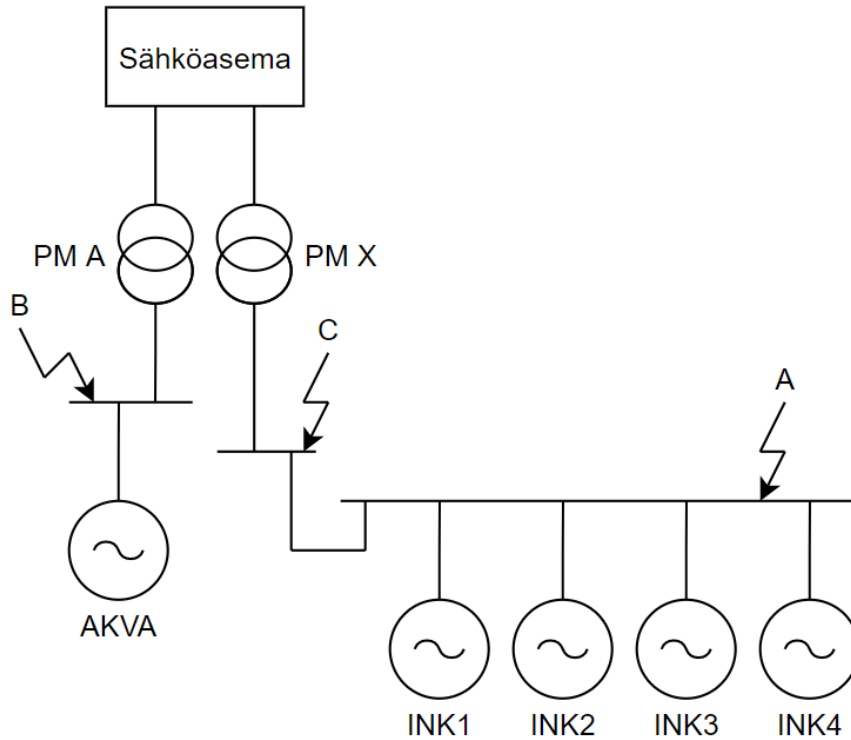 Sähköasema
PM A
PM X
B
C
A
AKVA
INK1
INK2
INK3
INK4